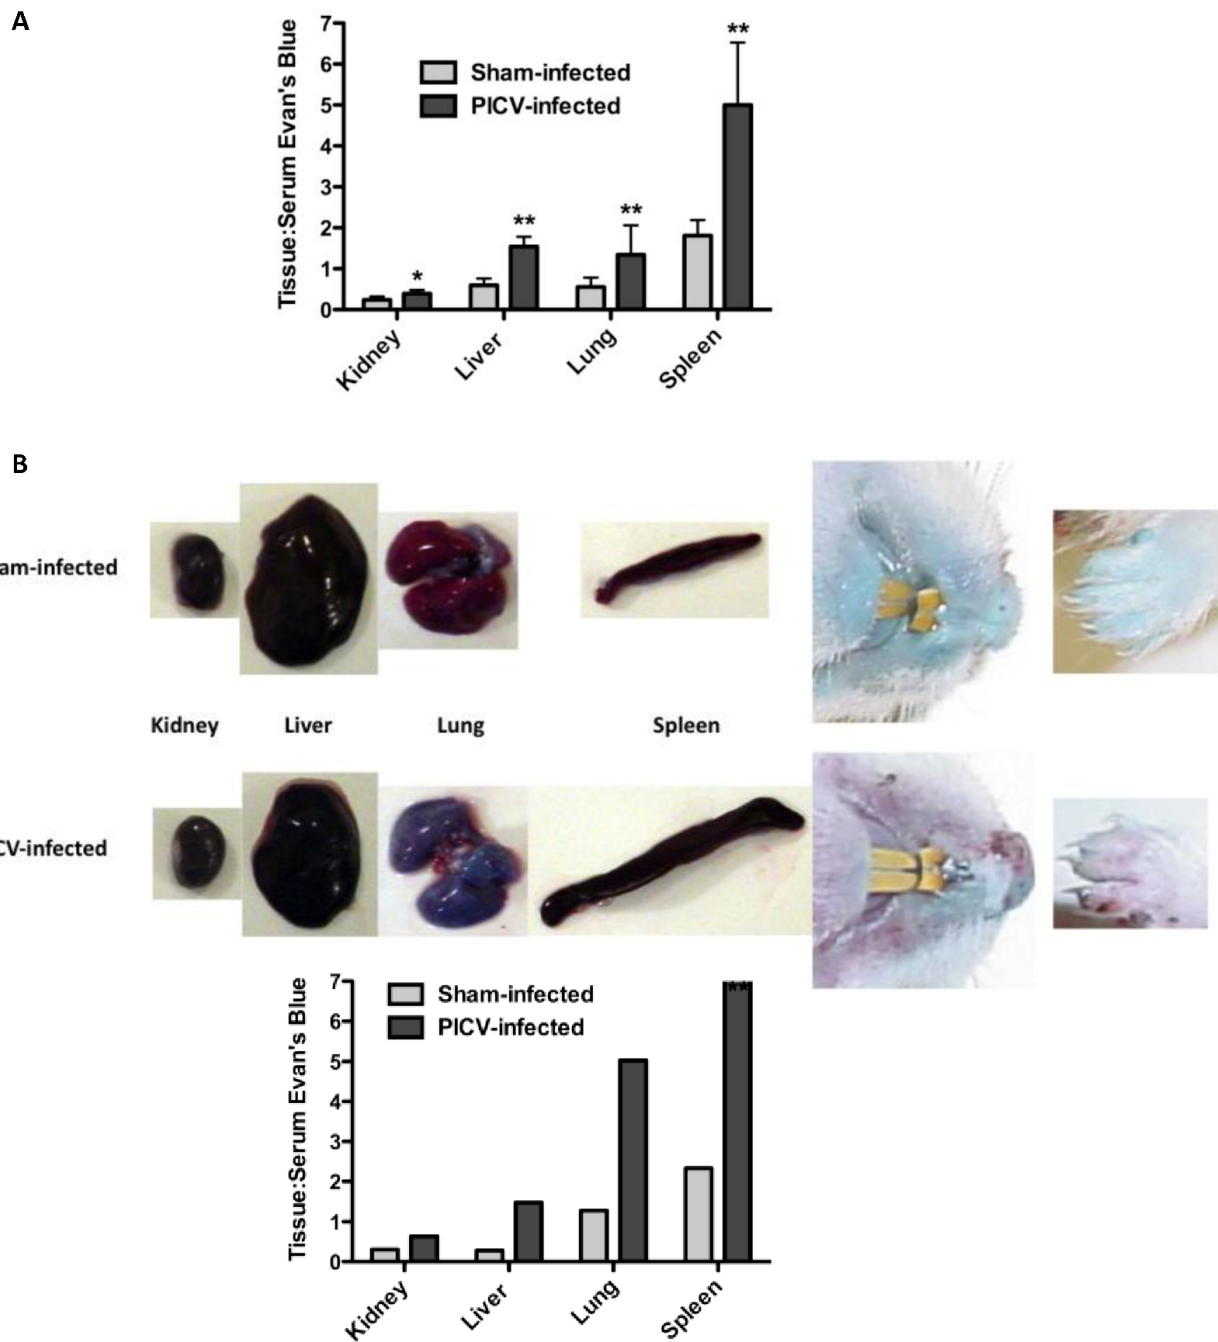 A
Tissue:Serum Evan's Blue
7
6
5
4
3
2
1
0
Sham-infected
PICV-infected
*
**
**
**
Kidney
Liver
Lung
Spleen
B
am-infected
Kidney Liver Lung Spleen
CV-infected
Tissue:Serum Evan's Blue
7
6
5
4
3
2
1
0
Sham-infected
PICV-infected
**
Kidney
Liver
Lung
Spleen